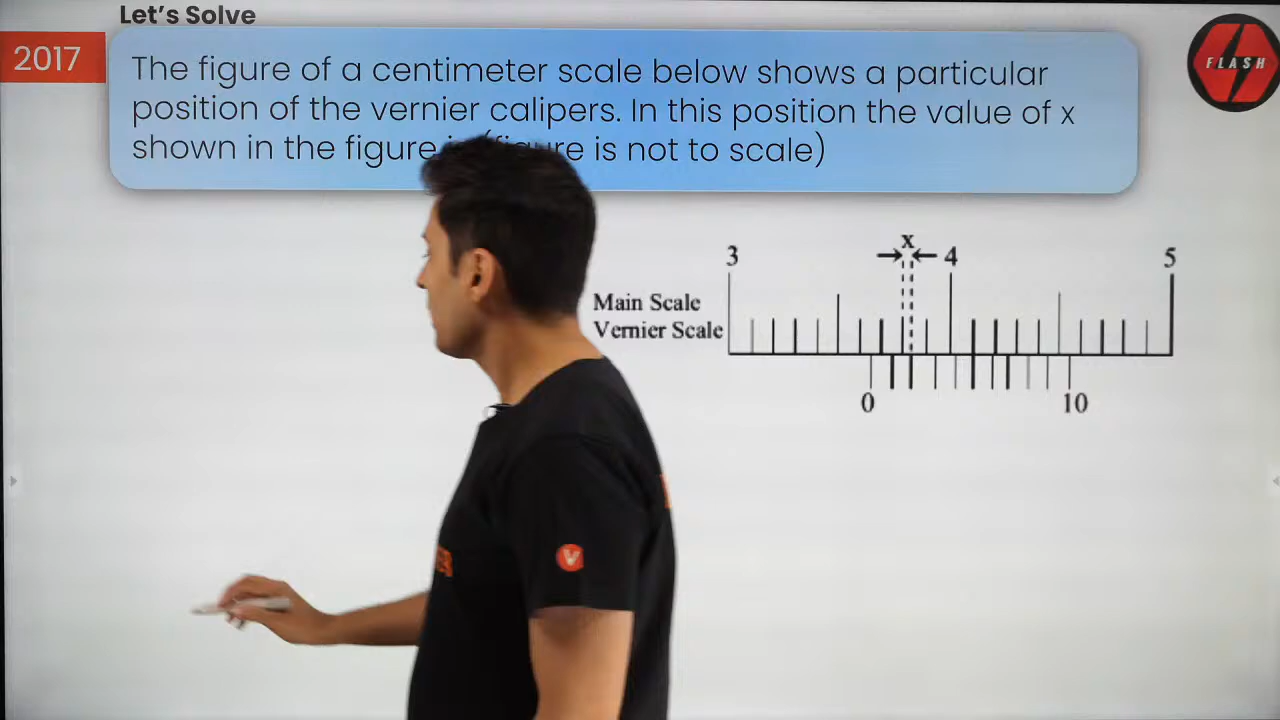 Let's Solve
2017
The figure of a centimeter scale below shows a particular
position of the vernier calipers. In this position the value of x
shown in the figure is not to scale)
FLASH
x
3
4
5
Main Scale
Vernier Scale
0
10
V